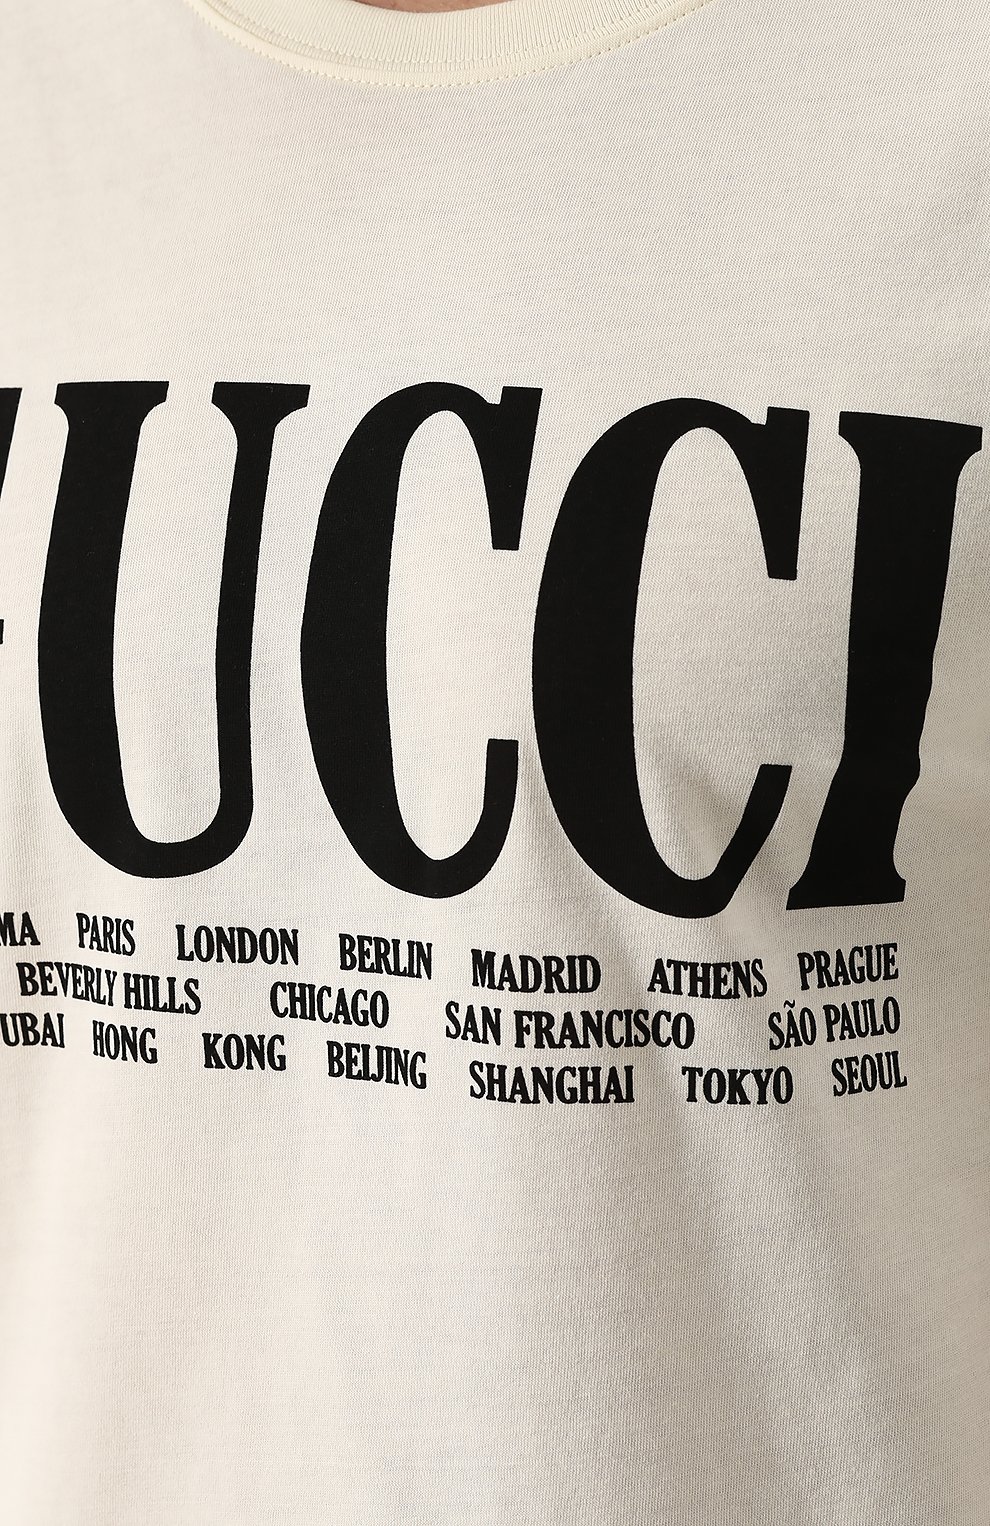 UCCI
MA PARIS LONDON BERLIN MADRID ATHENS PRAGUE
BEVERLY HILLS CHICAGO SAN FRANCISCO SÃO PAULO
UBAI HONG KONG BEIJING SHANGHAI TOKYO SEOUL